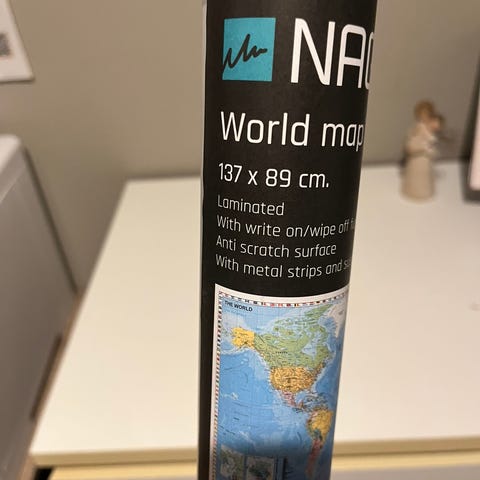 NAG
World map
137 x 89 cm.
Laminated
With write on/wipe off
Anti scratch surface
With metal strips and
THE WORLD